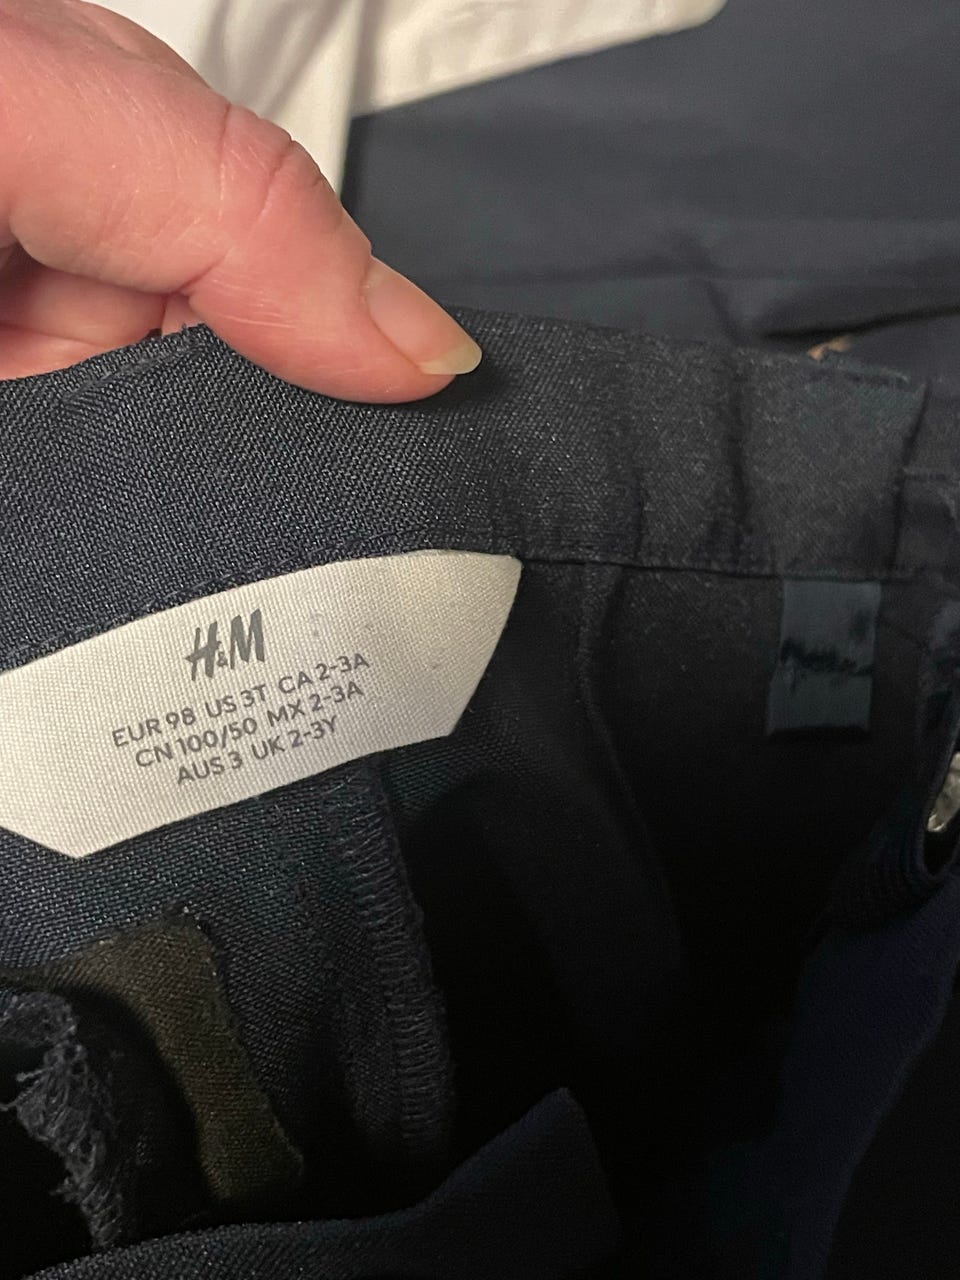 H&M
EUR 98 US 3T CA 2-3A
CN 100/50 MX 2-3A
AUS 3 UK 2-3Y